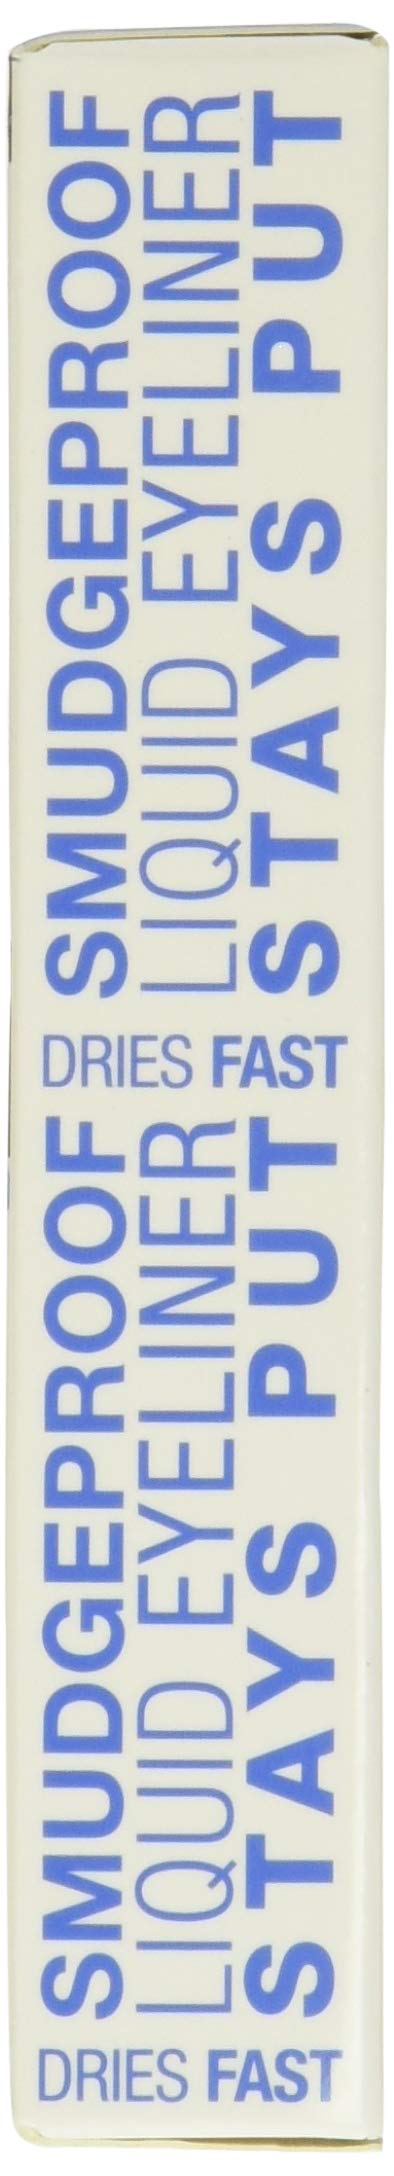 SMUDGEPROOF
LIQUID EYELINER
STAYS PUT
DRIES FAST
SMUDGEPROOF
LIQUID EYELINER
STAYS PUT
DRIES FAST